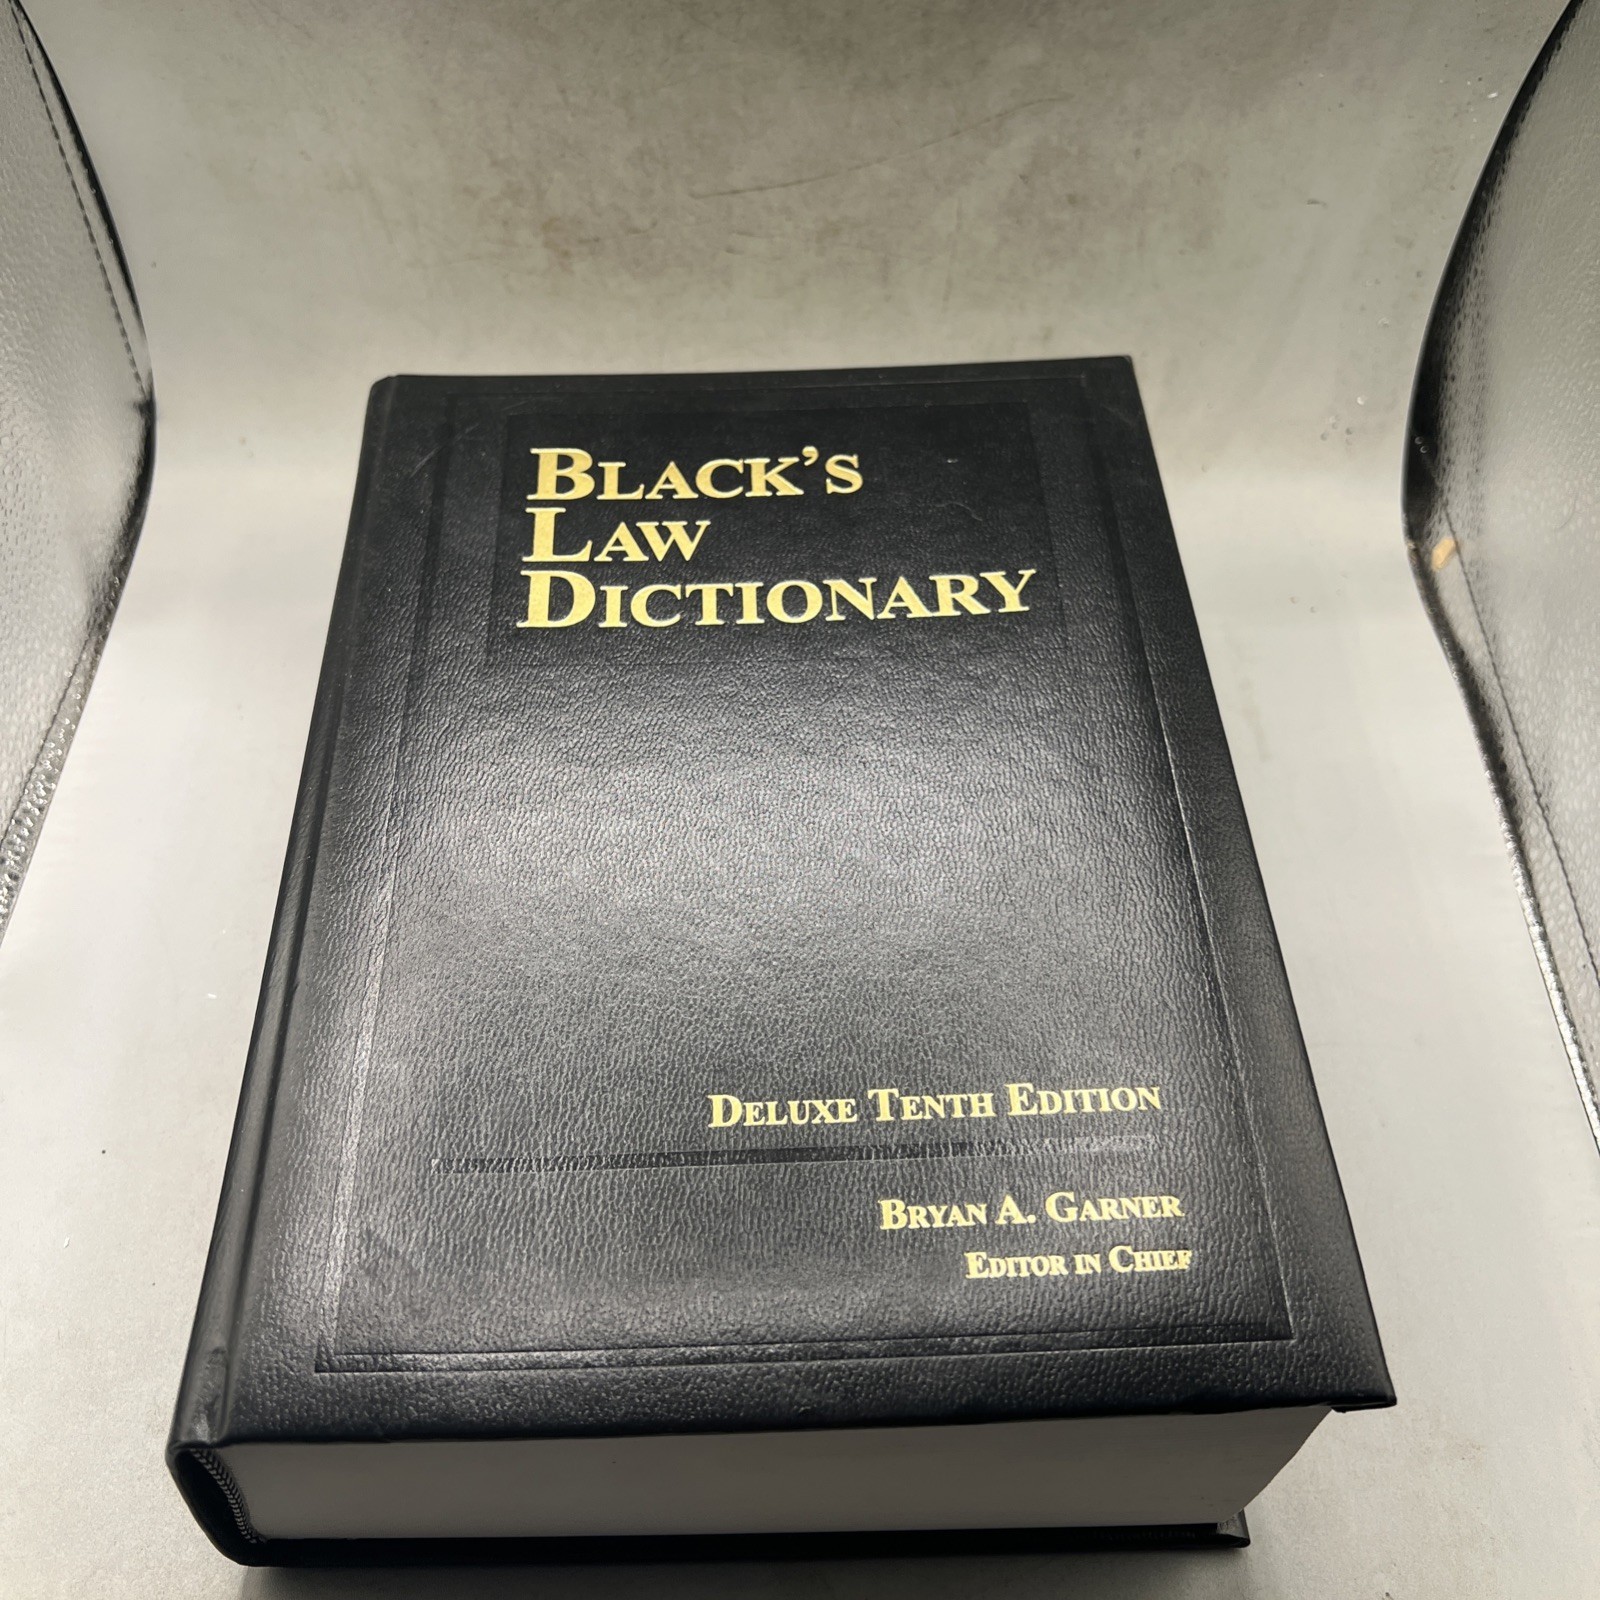 BLACK'S
LAW
DICTIONARY
DELUXE TENTH EDITION
BRYAN A. GARNER
EDITOR IN CHIEF